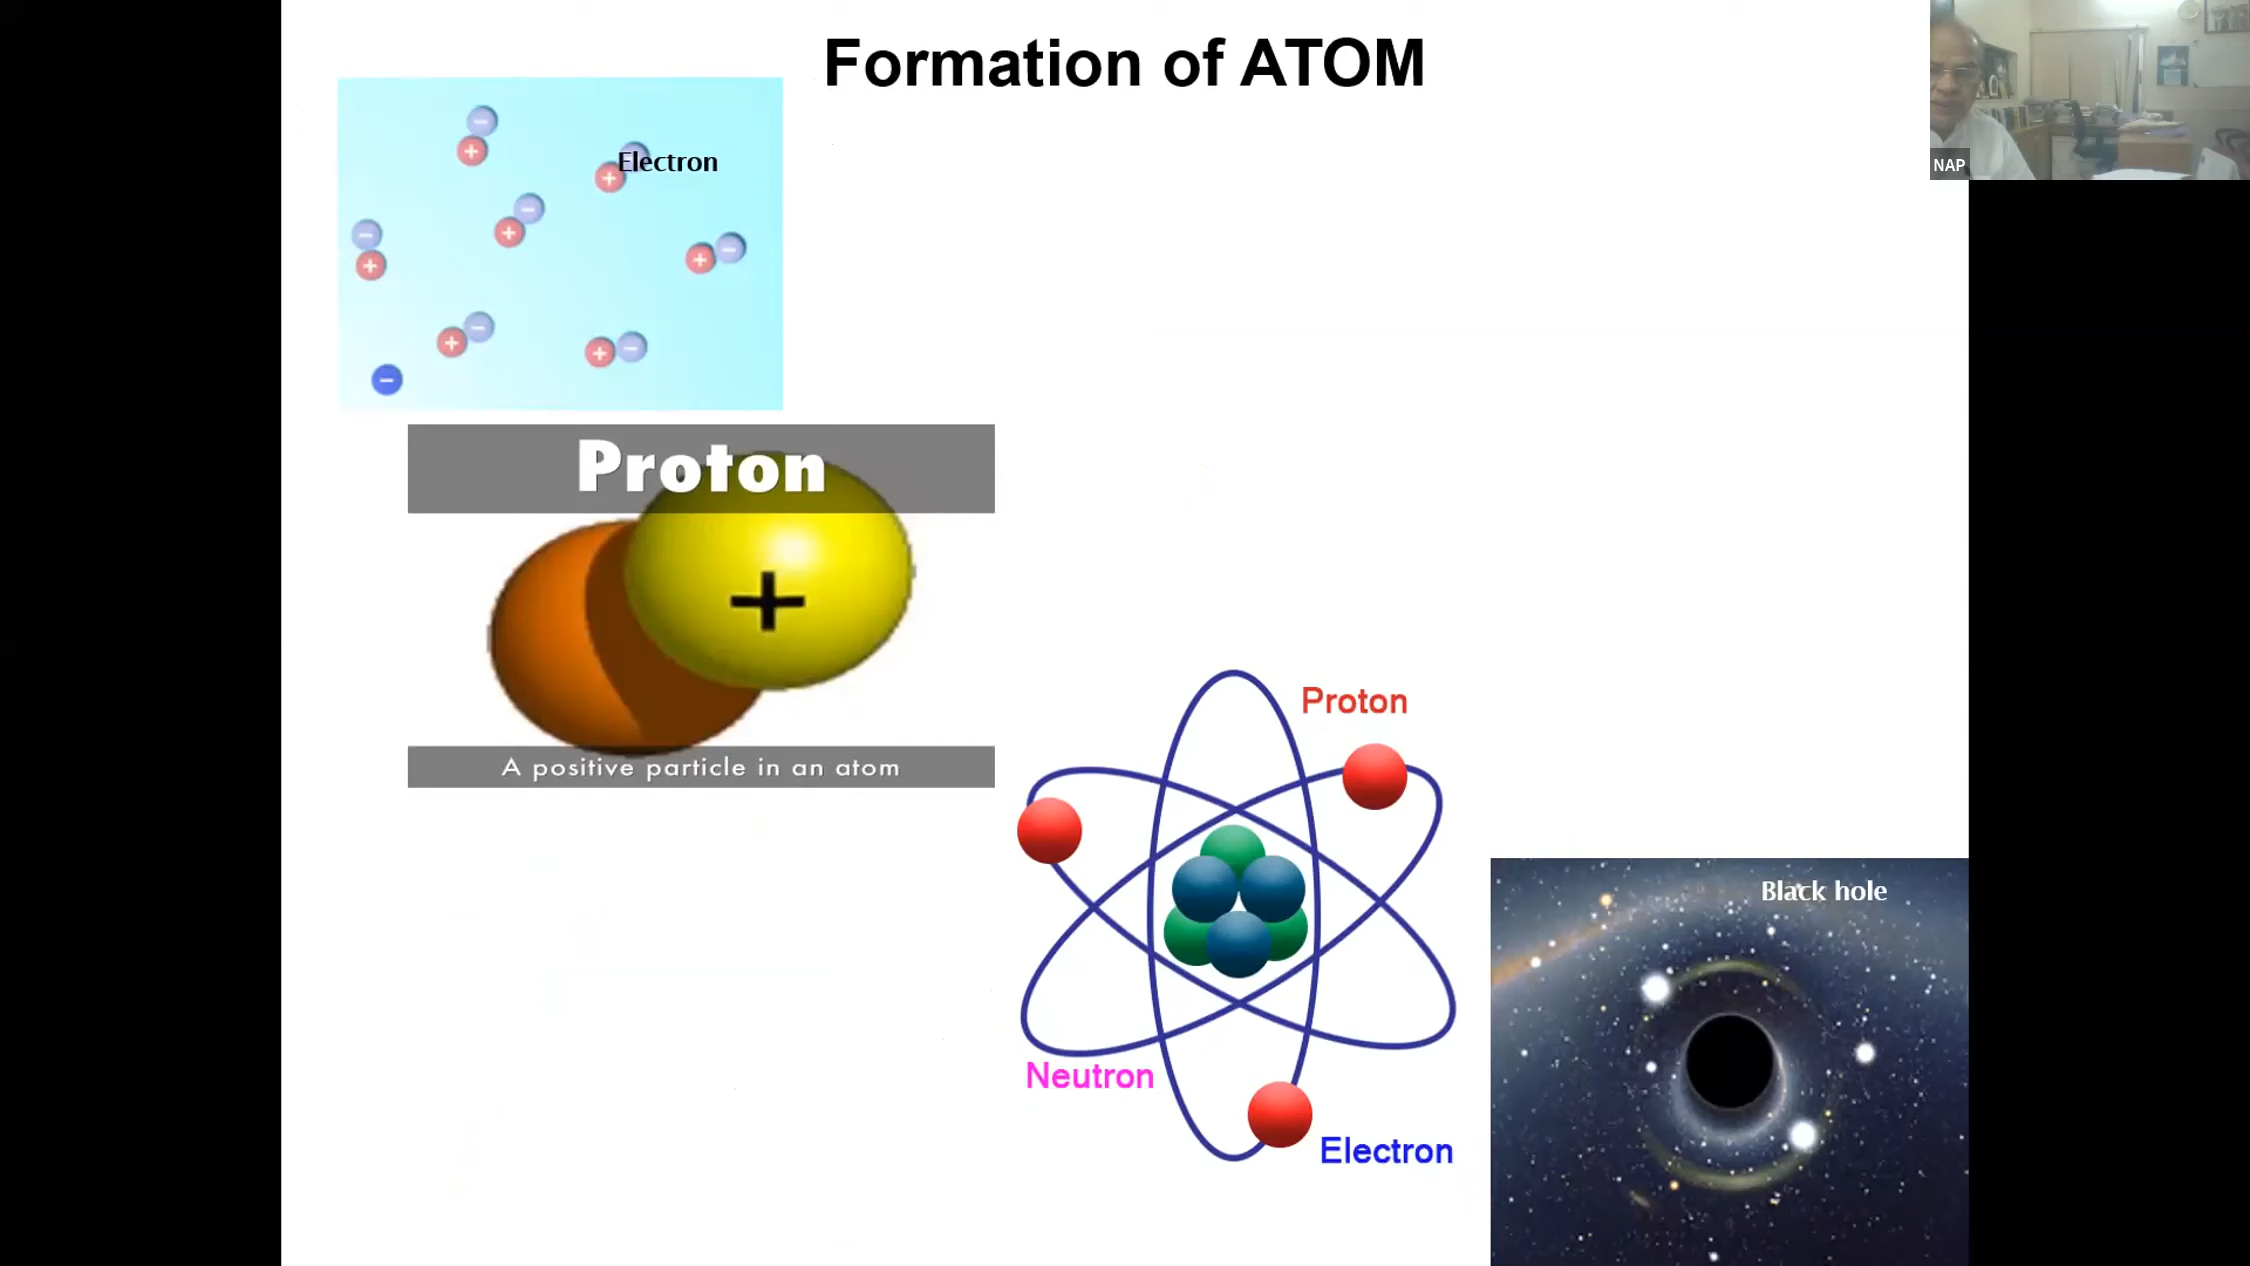 Formation of ATOM
NAP
Electron
Proton
A positive particle in an atom
Proton
Neutron
Electron
Black hole